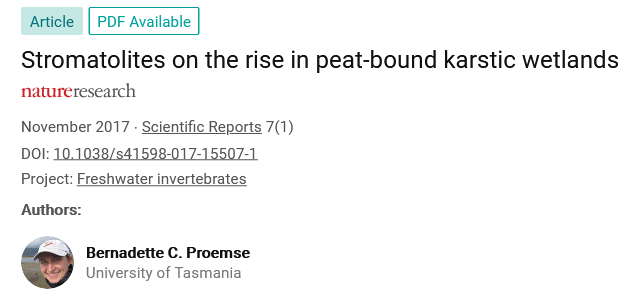 Article PDF Available
Stromatolites on the rise in peat-bound karstic wetlands
natureresearch
November 2017 · Scientific Reports 7(1)
DOI: 10.1038/s41598-017-15507-1
Project: Freshwater invertebrates
Authors:
Bernadette C. Proemse
University of Tasmania